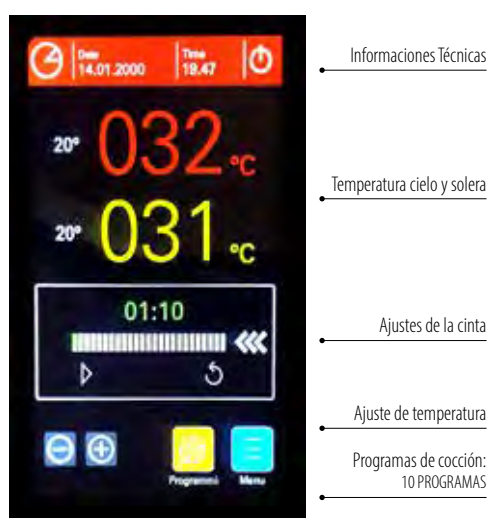 Date
14.01.2000
Time
19.47
20° 032 °C
20° 031 °C
01:10
Programmi
Menu
Informaciones Técnicas
Temperatura cielo y solera
Ajustes de la cinta
Ajuste de temperatura
Programas de cocción:
10 PROGRAMAS